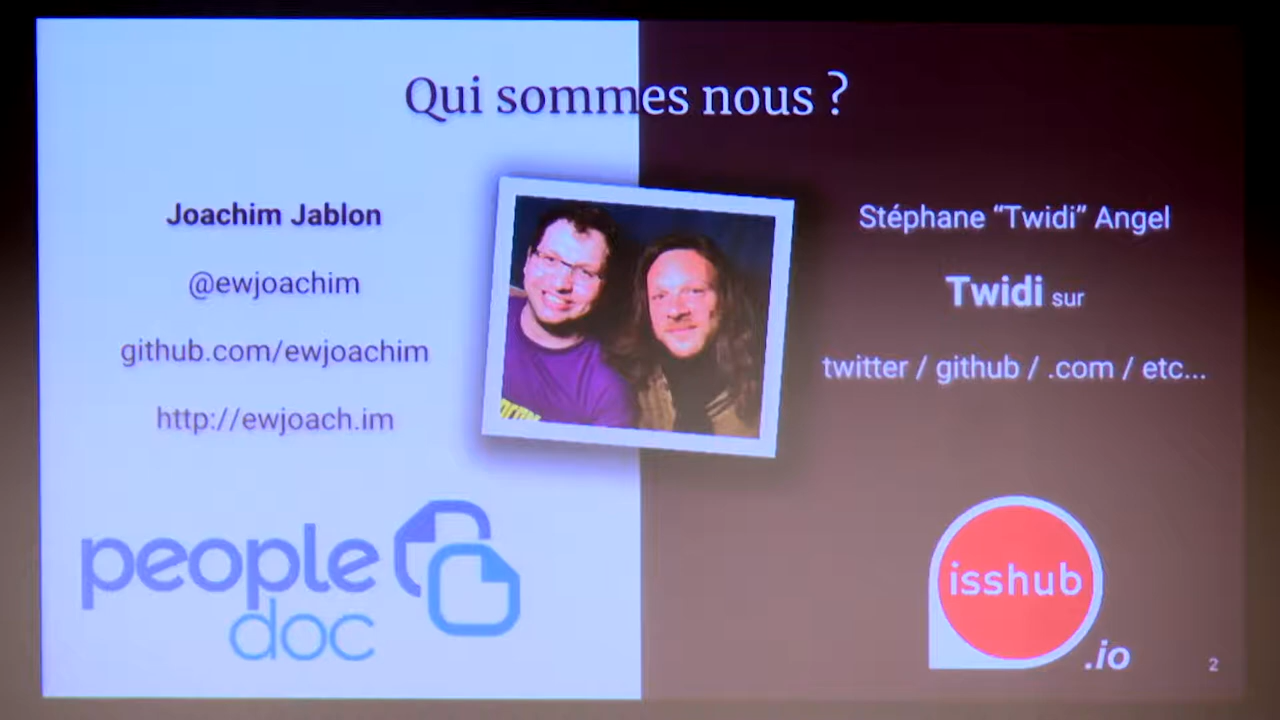 Qui sommes nous ?
Joachim Jablon
@ewjoachim
github.com/ewjoachim
http://ewjoach.im
people
doc
Stéphane “Twidi” Angel
Twidi sur
twitter / github / .com / etc...
isshub
.io
2